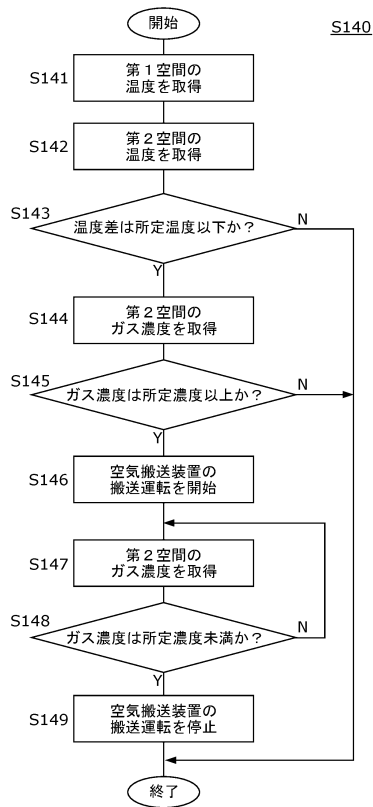 開始
S140
S141
第１空間の
温度を取得
S142
第２空間の
温度を取得
S143
温度差は所定温度以下か？
N
Y
S144
第２空間の
ガス濃度を取得
S145
ガス濃度は所定濃度以上か？
N
Y
S146
空気搬送装置の
搬送運転を開始
S147
第２空間の
ガス濃度を取得
S148
ガス濃度は所定濃度未満か？
N
Y
S149
空気搬送装置の
搬送運転を停止
終了